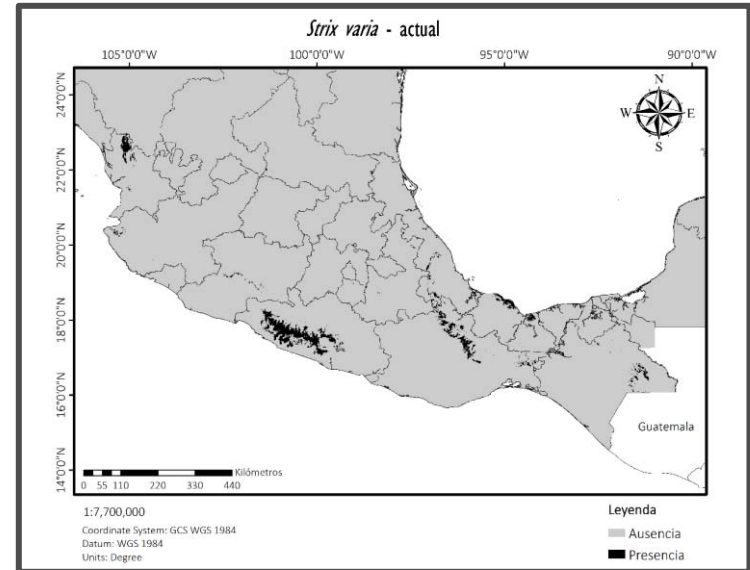 Strix varia - actual
105°0'0"W 100°0'0"W 95°0'0"W 90°0'0"W
24°0'0"N
22°0'0"N
20°0'0"N
18°0'0"N
16°0'0"N
14°0'0"N
N
W E
S
Guatemala
Kilómetros
0 55 110 220 330 440
1:7,700,000
Coordinate System: GCS WGS 1984
Datum: WGS 1984
Units: Degree
Leyenda
Ausencia
Presencia